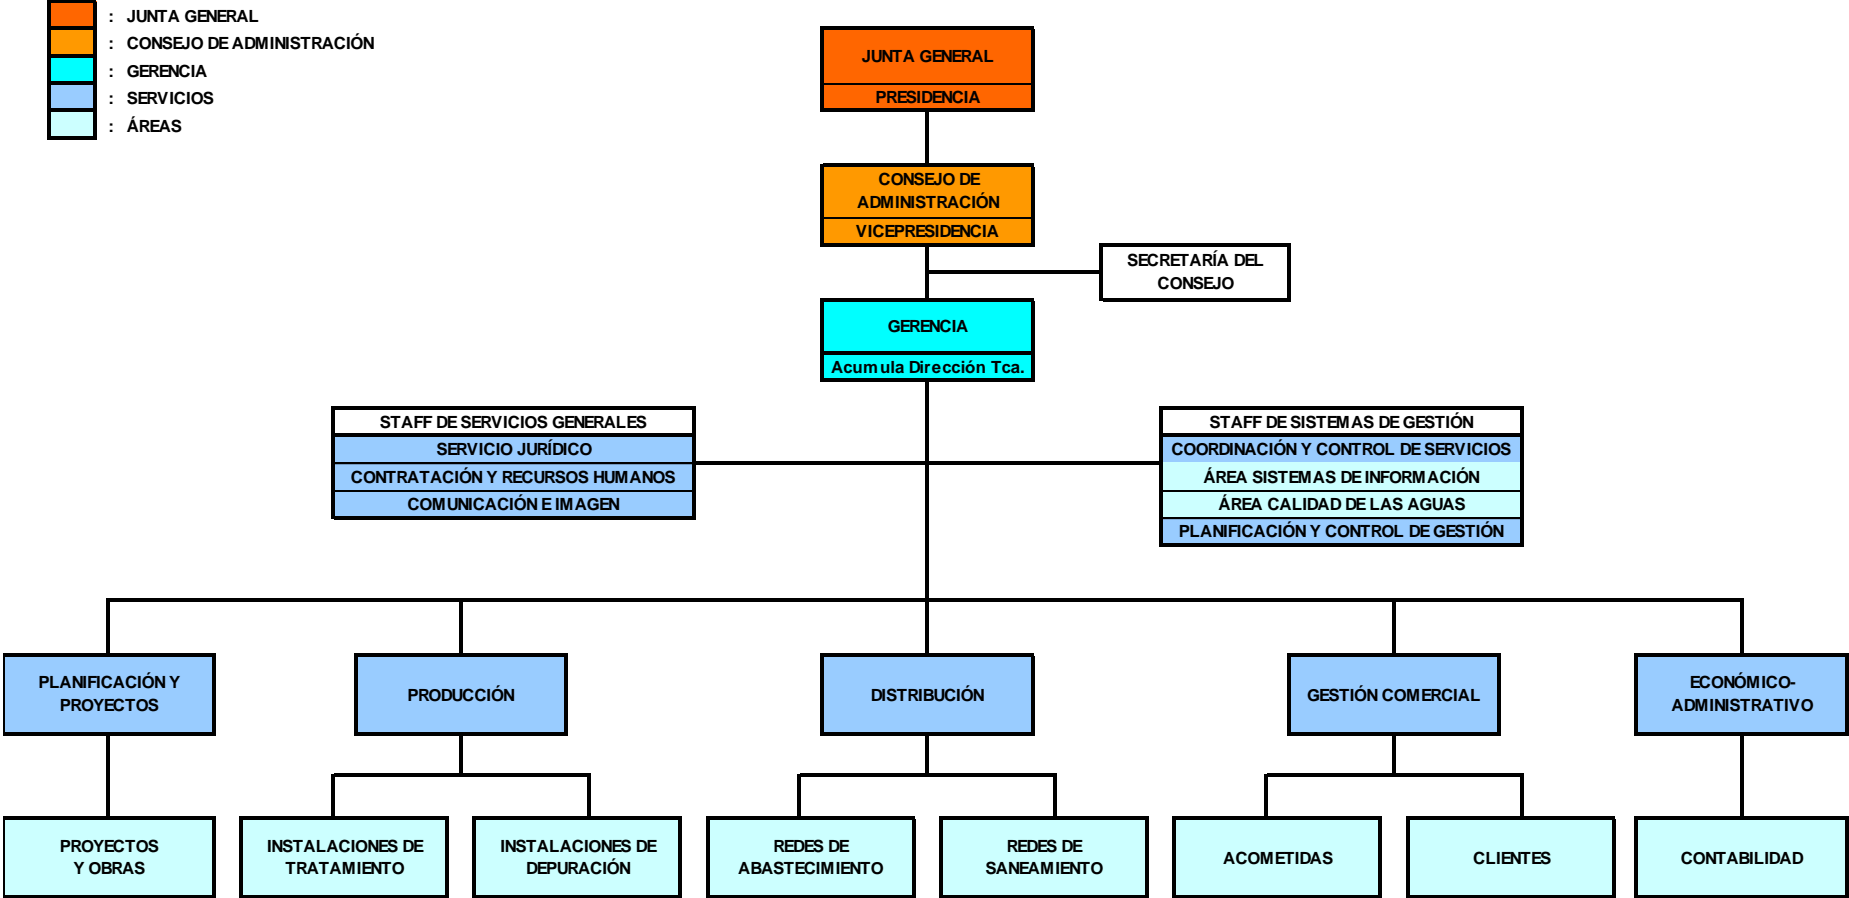 : JUNTA GENERAL
: CONSEJO DE ADMINISTRACIÓN
: GERENCIA
: SERVICIOS
: ÁREAS
JUNTA GENERAL
PRESIDENCIA
CONSEJO DE
ADMINISTRACIÓN
VICEPRESIDENCIA
SECRETARÍA DEL
CONSEJO
GERENCIA
Acumula Dirección Tca.
STAFF DE SERVICIOS GENERALES
SERVICIO JURÍDICO
CONTRATACIÓN Y RECURSOS HUMANOS
COMUNICACIÓN E IMAGEN
STAFF DE SISTEMAS DE GESTIÓN
COORDINACIÓN Y CONTROL DE SERVICIOS
ÁREA SISTEMAS DE INFORMACIÓN
ÁREA CALIDAD DE LAS AGUAS
PLANIFICACIÓN Y CONTROL DE GESTIÓN
PLANIFICACIÓN Y
PROYECTOS
PRODUCCIÓN
DISTRIBUCIÓN
GESTIÓN COMERCIAL
ECONÓMICO-
ADMINISTRATIVO
PROYECTOS
Y OBRAS
INSTALACIONES DE
TRATAMIENTO
INSTALACIONES DE
DEPURACIÓN
REDES DE
ABASTECIMIENTO
REDES DE
SANEAMIENTO
ACOMETIDAS
CLIENTES
CONTABILIDAD